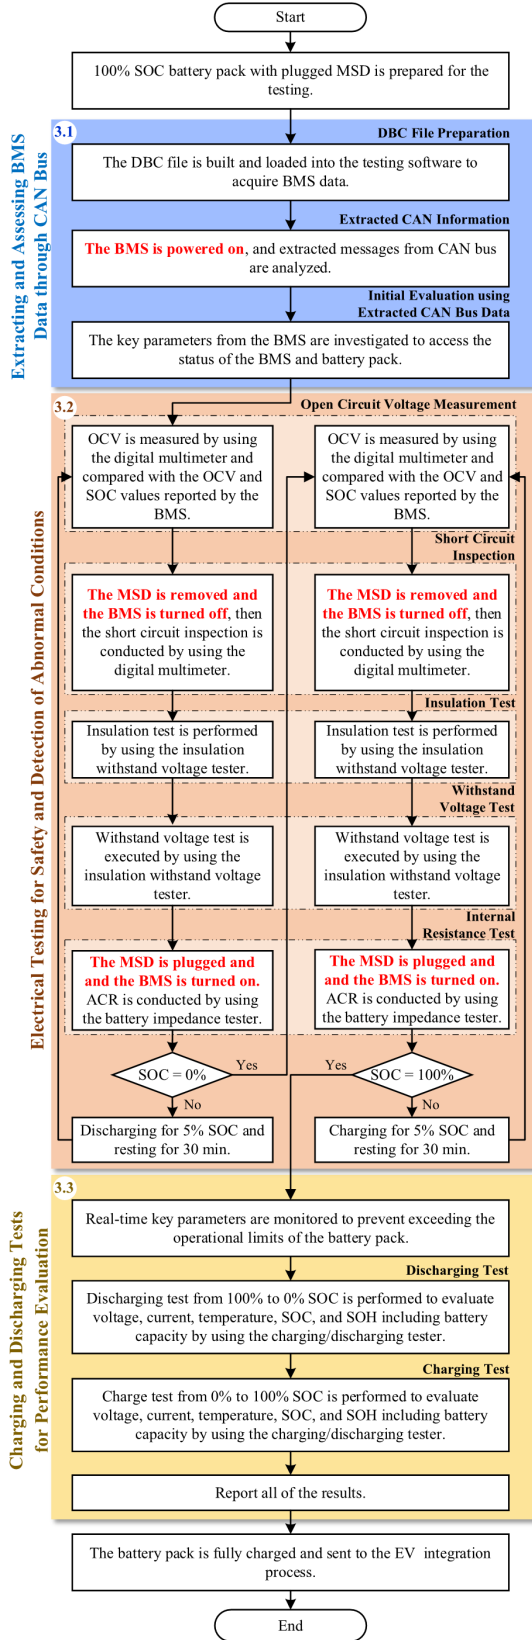 Start
100% SOC battery pack with plugged MSD is prepared for the
testing.
Extracting and Assessing BMS
Data through CAN Bus
3.1
DBC File Preparation
The DBC file is built and loaded into the testing software to
acquire BMS data.
Extracted CAN Information
The BMS is powered on, and extracted messages from CAN bus
are analyzed.
Initial Evaluation using
Extracted CAN Bus Data
The key parameters from the BMS are investigated to access the
status of the BMS and battery pack.
Electrical Testing for Safety and Detection of Abnormal Conditions
3.2
Open Circuit Voltage Measurement
OCV is measured by using
the digital multimeter and
compared with the OCV and
SOC values reported by the
BMS.
OCV is measured by using
the digital multimeter and
compared with the OCV and
SOC values reported by the
BMS.
Short Circuit
Inspection
The MSD is removed and
the BMS is turned off, then
the short circuit inspection is
conducted by using the
digital multimeter.
The MSD is removed and
the BMS is turned off, then
the short circuit inspection is
conducted by using the
digital multimeter.
Insulation Test
Insulation test is performed
by using the insulation
withstand voltage tester.
Insulation test is performed
by using the insulation
withstand voltage tester.
Withstand
Voltage Test
Withstand voltage test is
executed by using the
insulation withstand voltage
tester.
Withstand voltage test is
executed by using the
insulation withstand voltage
tester.
Internal
Resistance Test
The MSD is plugged and
and the BMS is turned on.
ACR is conducted by using
the battery impedance tester.
The MSD is plugged and
and the BMS is turned on.
ACR is conducted by using
the battery impedance tester.
SOC = 0%
Yes
No
Yes
SOC = 100%
No
Discharging for 5% SOC and
resting for 30 min.
Charging for 5% SOC and
resting for 30 min.
Charging and Discharging Tests
for Performance Evaluation
3.3
Real-time key parameters are monitored to prevent exceeding the
operational limits of the battery pack.
Discharging Test
Discharging test from 100% to 0% SOC is performed to evaluate
voltage, current, temperature, SOC, and SOH including battery
capacity by using the charging/discharging tester.
Charging Test
Charge test from 0% to 100% SOC is performed to evaluate
voltage, current, temperature, SOC, and SOH including battery
capacity by using the charging/discharging tester.
Report all of the results.
The battery pack is fully charged and sent to the EV integration
process.
End